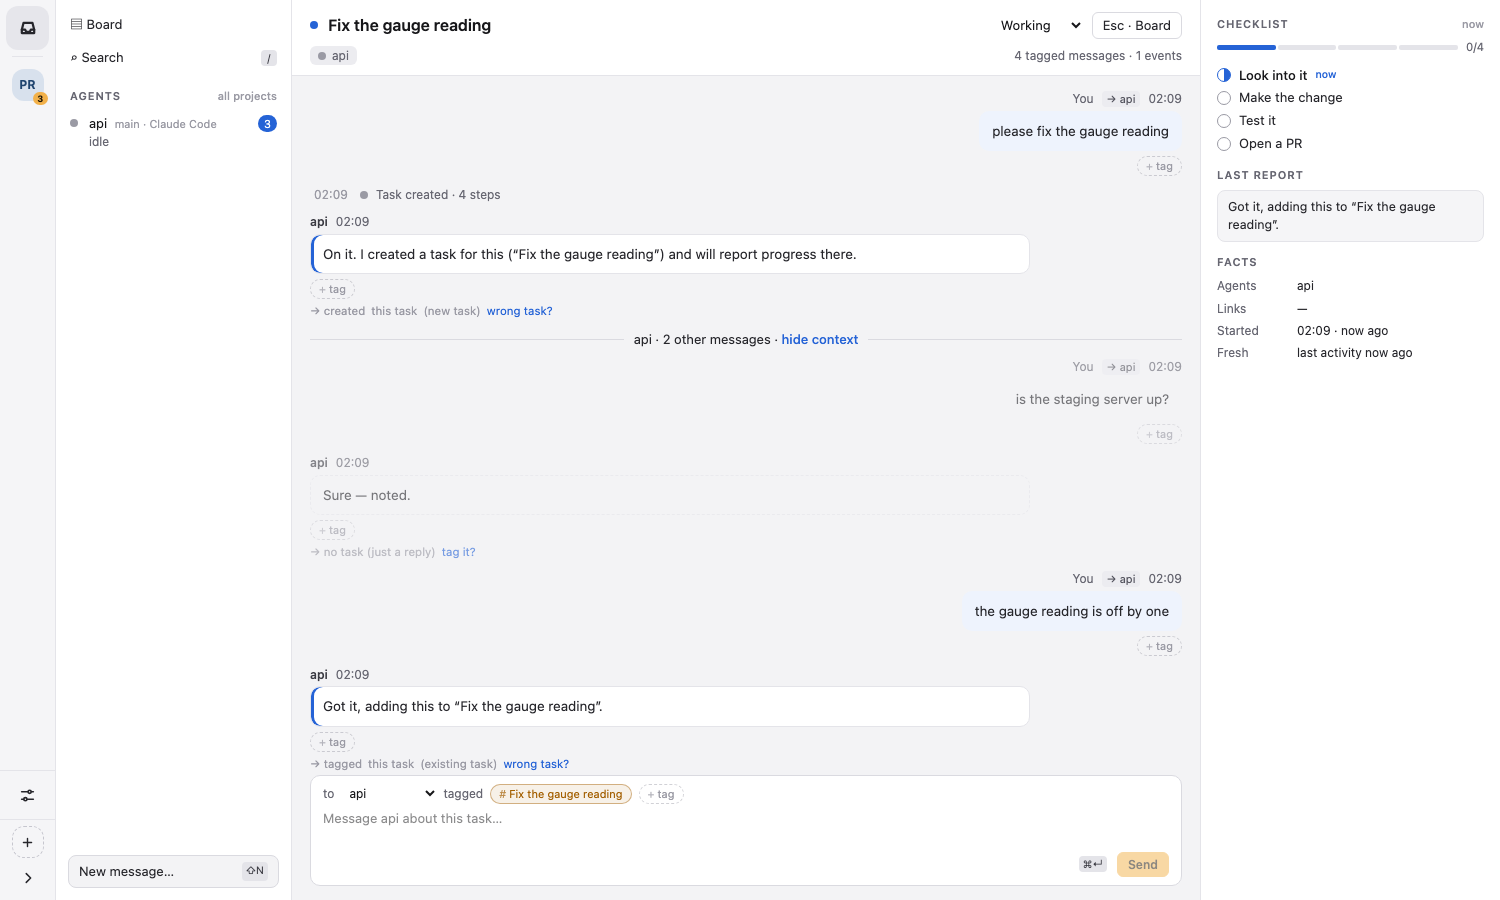 PR
3
Board
Search
/
AGENTS
all projects
api main · Claude Code
3
idle
New message...
⇧N
Fix the gauge reading
Working
Esc · Board
api
4 tagged messages · 1 events
You → api 02:09
please fix the gauge reading
+ tag
02:09 Task created · 4 steps
api 02:09
On it. I created a task for this (“Fix the gauge reading”) and will report progress there.
+ tag
→ created this task (new task) wrong task?
api · 2 other messages · hide context
You → api 02:09
is the staging server up?
+ tag
api 02:09
Sure — noted.
+ tag
→ no task (just a reply) tag it?
You → api 02:09
the gauge reading is off by one
+ tag
api 02:09
Got it, adding this to “Fix the gauge reading”.
+ tag
→ tagged this task (existing task) wrong task?
to api tagged # Fix the gauge reading + tag
Message api about this task...
⌘↵ Send
CHECKLIST
now
0/4
Look into it now
Make the change
Test it
Open a PR
LAST REPORT
Got it, adding this to “Fix the gauge
reading”.
FACTS
Agents api
Links —
Started 02:09 · now ago
Fresh last activity now ago